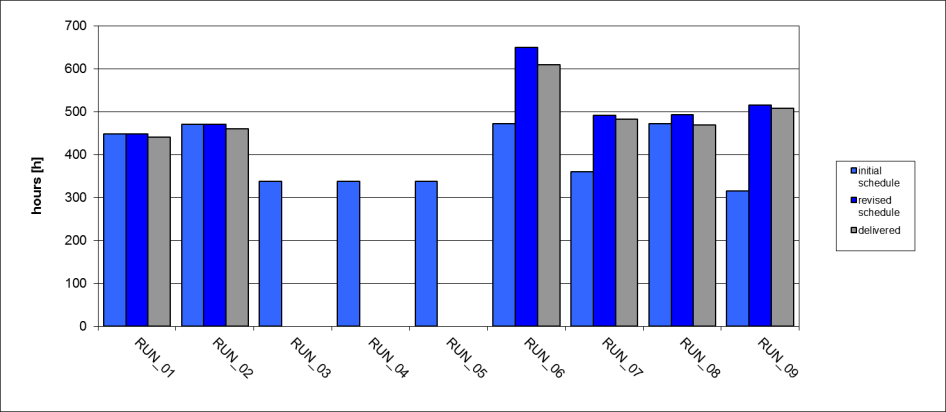 700
600
500
400
300
200
100
0
hours [h]
RUN_01
RUN_02
RUN_03
RUN_04
RUN_05
RUN_06
RUN_07
RUN_08
RUN_09
initial
schedule
revised
schedule
delivered